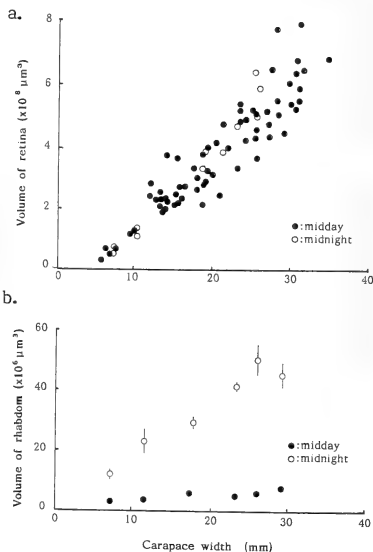 a.
Volume of retina (x10⁸ µm³)
8
6
4
2
0
●:midday
○:midnight
0 10 20 30 40
b.
Volume of rhabdom (x10⁶ µm³)
60
40
20
0
●:midday
○:midnight
0 10 20 30 40
Carapace width (mm)